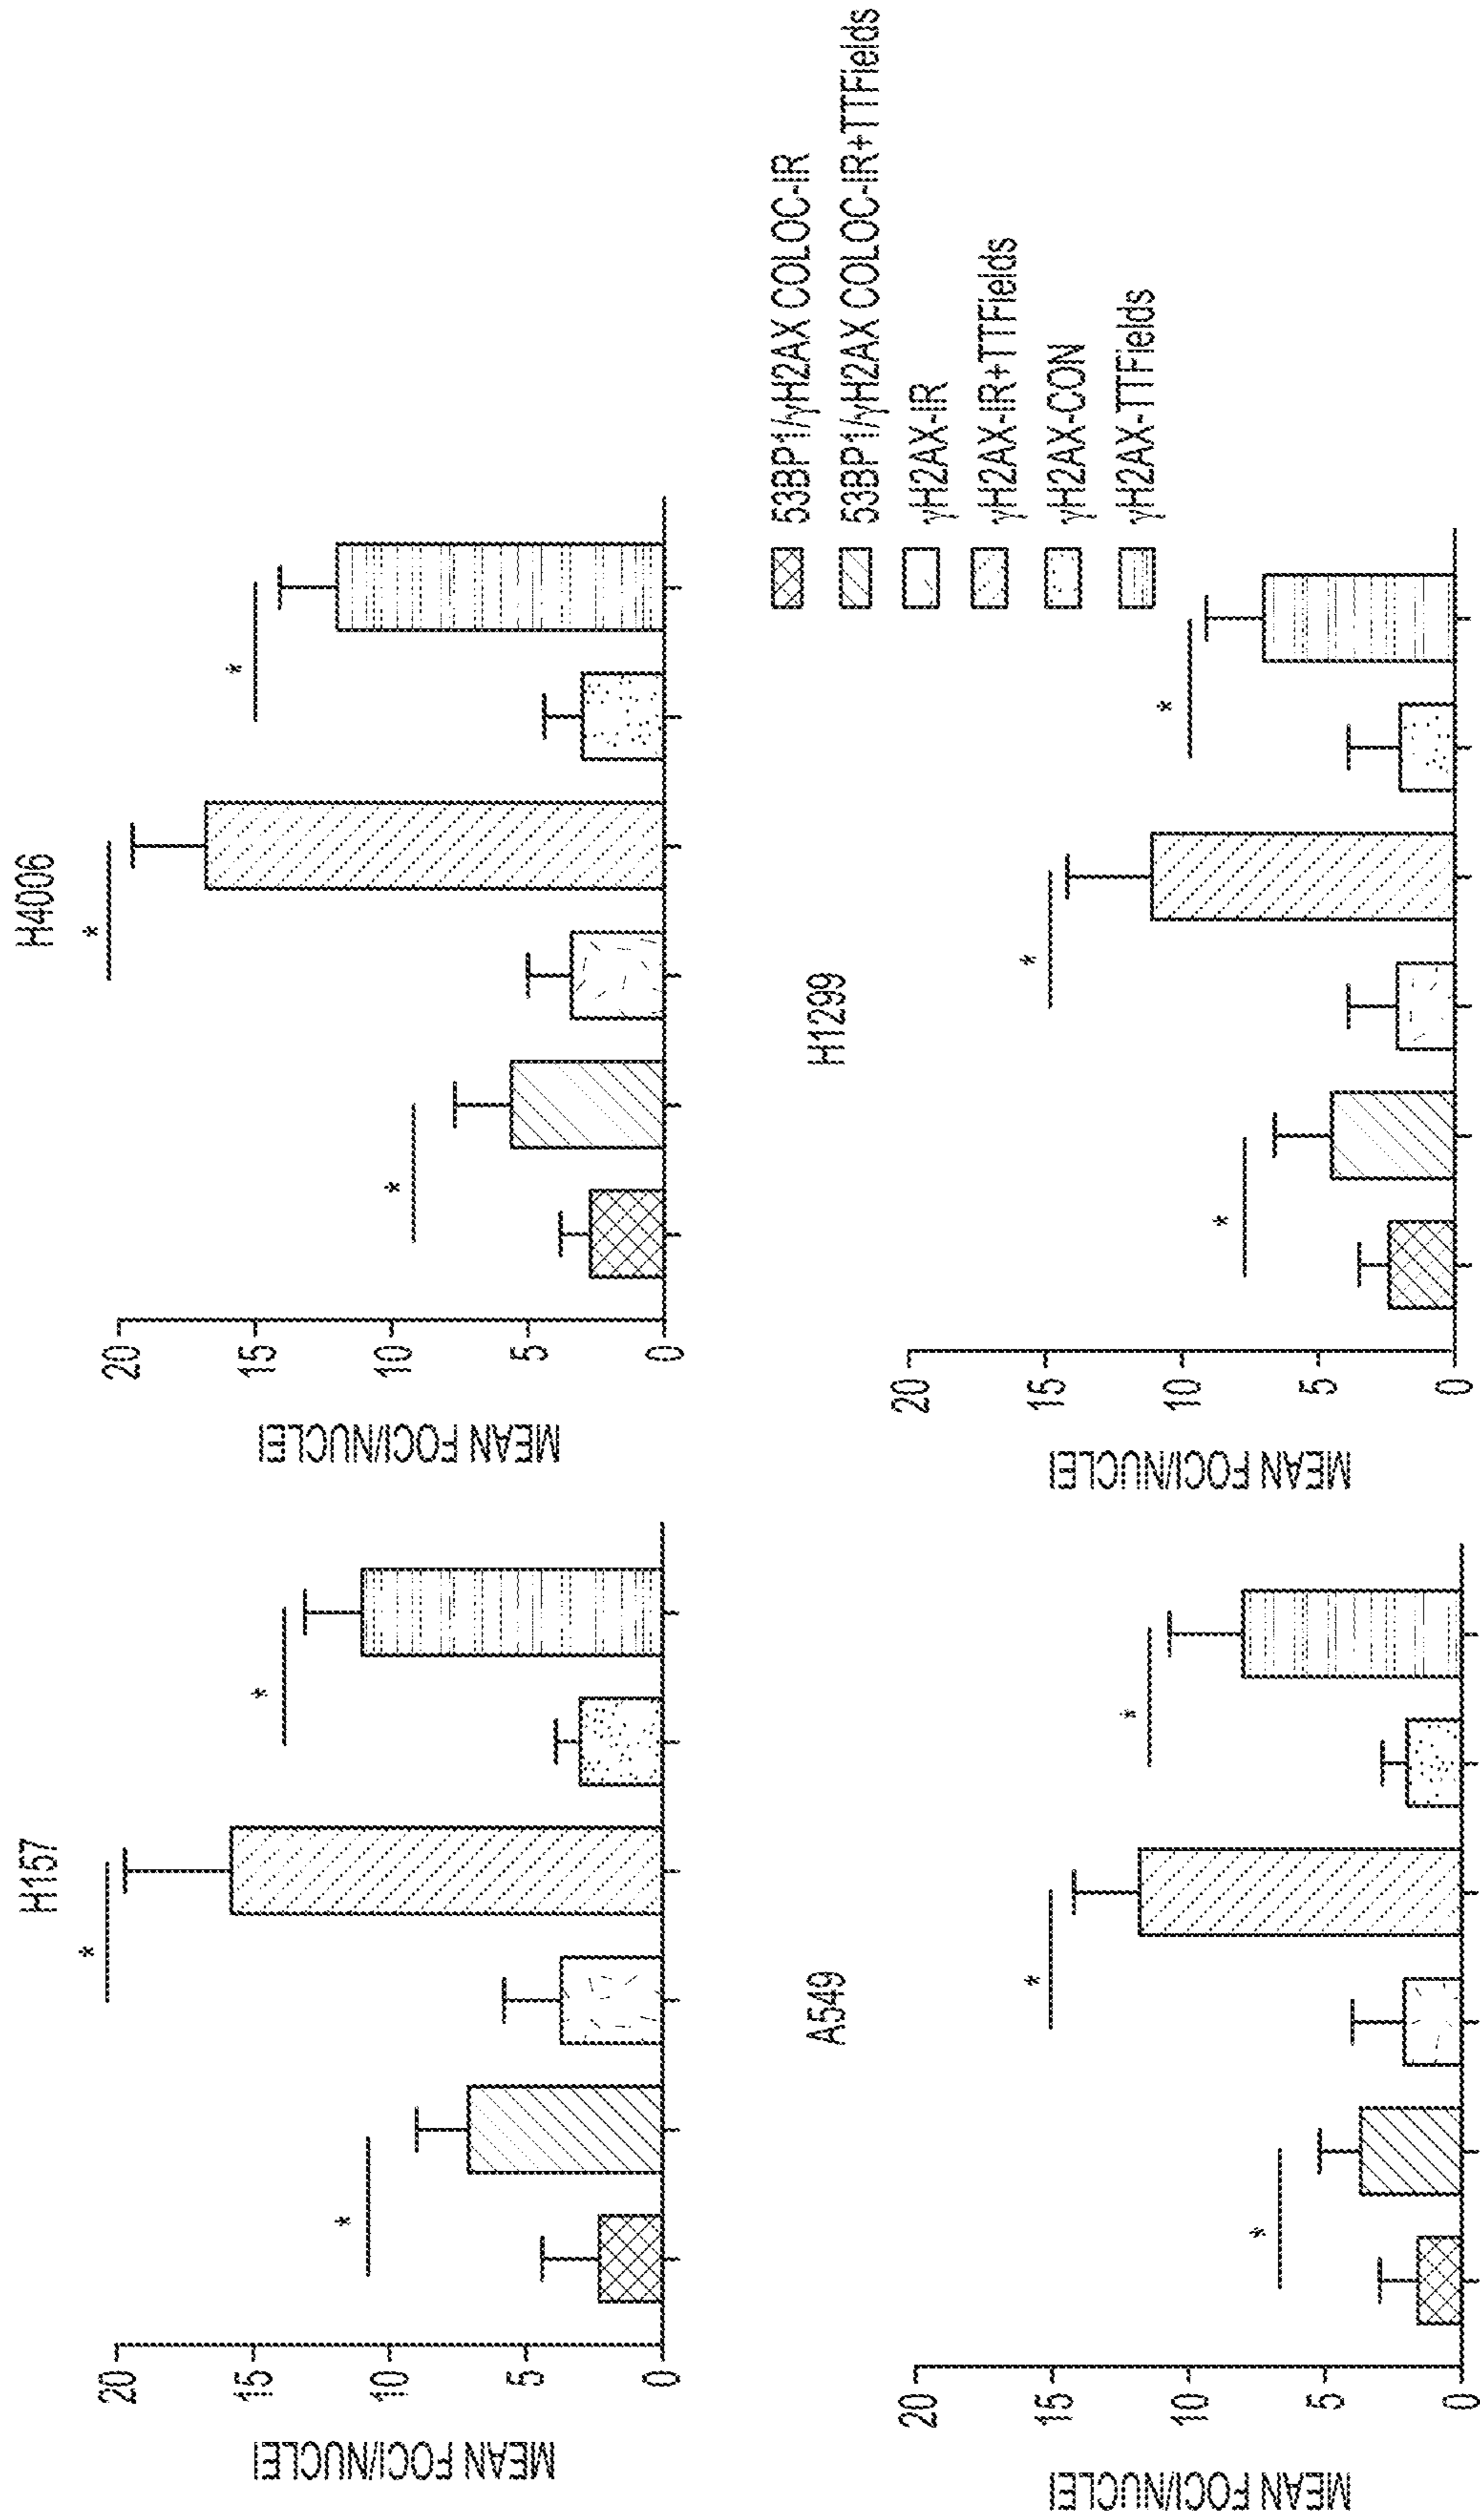 H157
MEAN FOCI/NUCLEI
20
15
10
5
0
*
*
*
H4006
MEAN FOCI/NUCLEI
20
15
10
5
0
*
*
*
A549
MEAN FOCI/NUCLEI
20
15
10
5
0
*
*
*
H1299
MEAN FOCI/NUCLEI
20
15
10
5
0
*
*
*
53BP1/γH2AX COLOC-IR
53BP1/γH2AX COLOC-IR+TTFields
γH2AX-IR
γH2AX-IR+TTFields
γH2AX-CON
γH2AX-TTFields